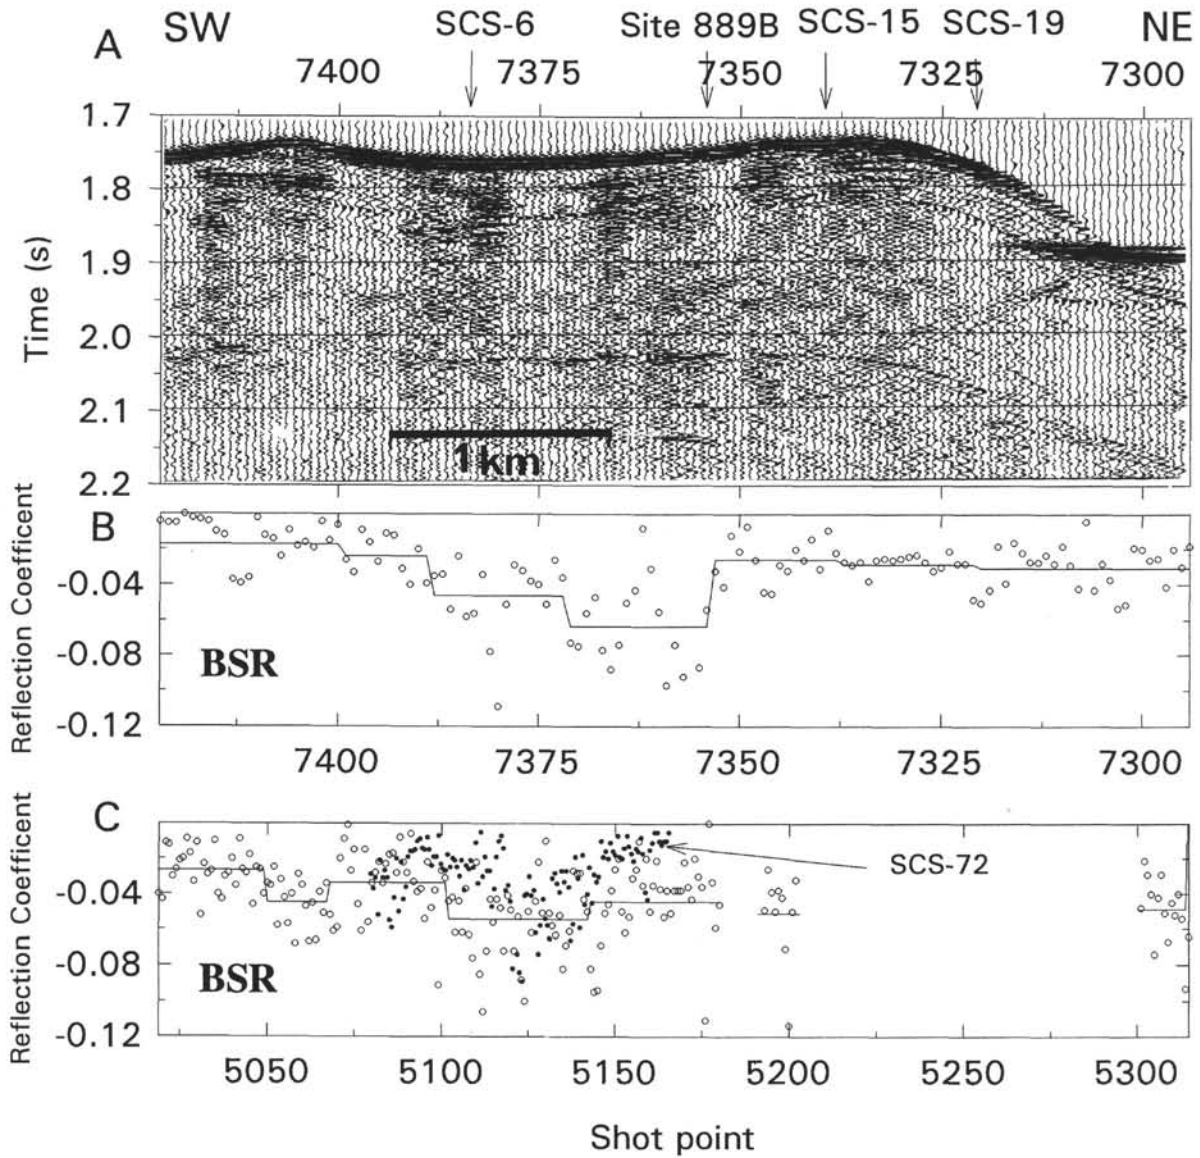 A SW SCS-6 Site 889B SCS-15 SCS-19 NE
7400 7375 7350 7325 7300
1.7
1.8
1.9
2.0
2.1
2.2
Time (s)
1 km
B
-0.04
-0.08
-0.12
Reflection Coefficent
BSR
7400 7375 7350 7325 7300
C
-0.04
-0.08
-0.12
Reflection Coefficent
SCS-72
BSR
5050 5100 5150 5200 5250 5300
Shot point